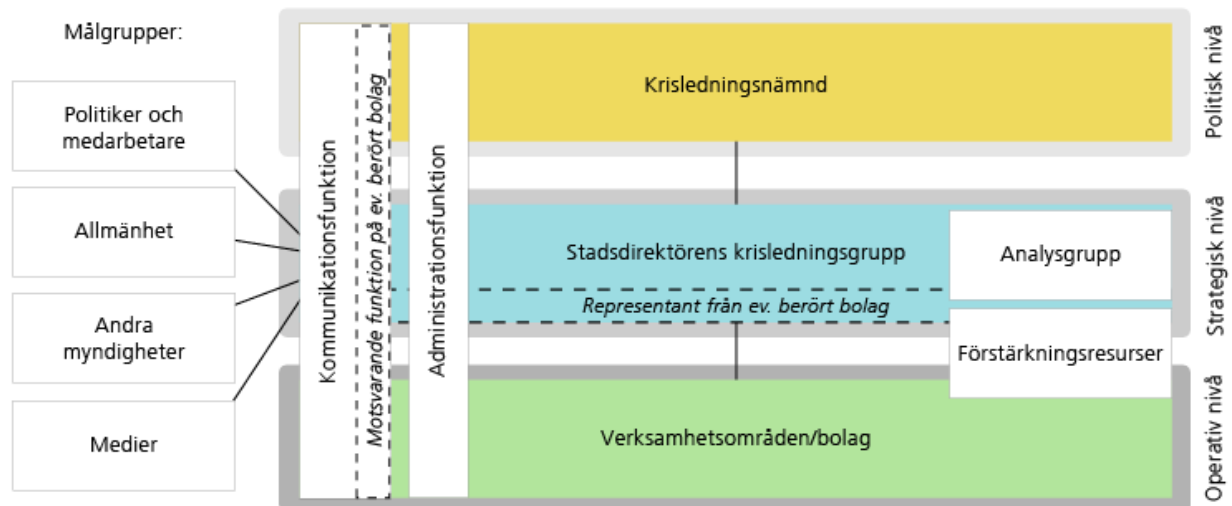 Målgrupper:
Politiker och
medarbetare
Allmänhet
Andra
myndigheter
Medier
Kommunikationsfunktion
Motsvarande funktion på ev. berört bolag
Administrationsfunktion
Krisledningsnämnd
Stadsdirektörens krisledningsgrupp
Representant från ev. berört bolag
Analysgrupp
Förstärkningsresurser
Verksamhetsområden/bolag
Politisk nivå
Strategisk nivå
Operativ nivå